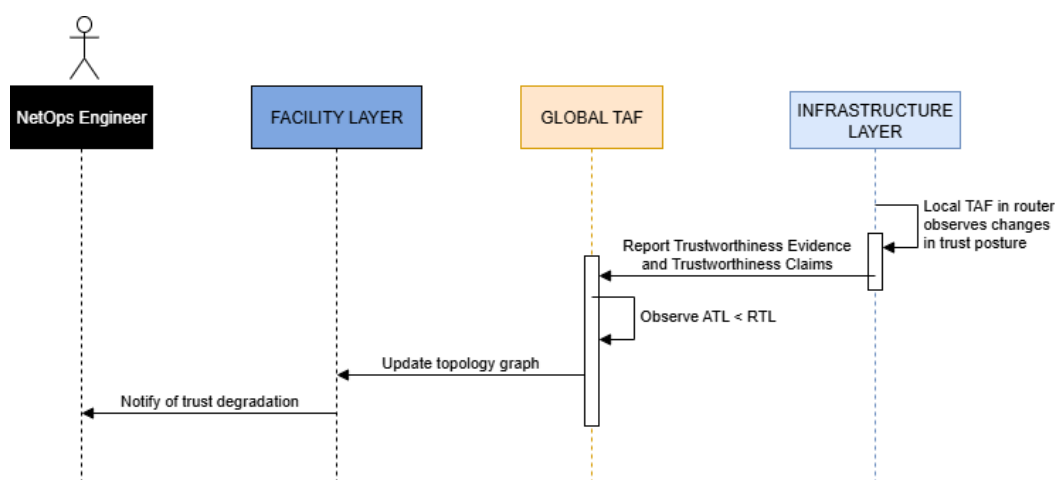 NetOps Engineer
FACILITY LAYER
GLOBAL TAF
INFRASTRUCTURE
LAYER
Local TAF in router
observes changes
in trust posture
Report Trustworthiness Evidence
and Trustworthiness Claims
Observe ATL < RTL
Update topology graph
Notify of trust degradation